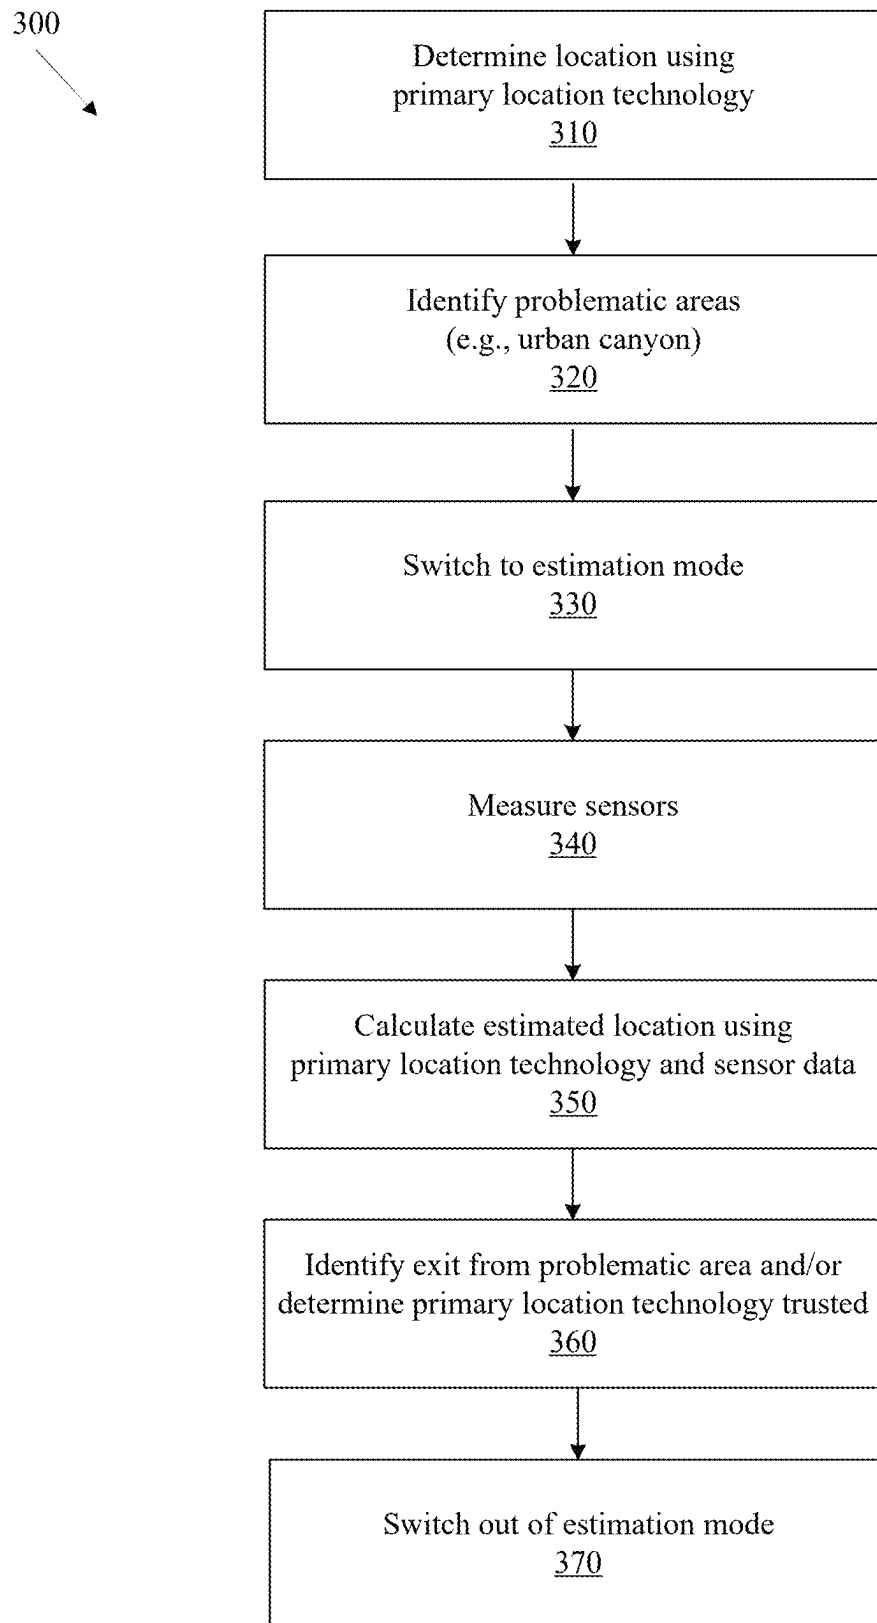 300
Determine location using
primary location technology
310
Identify problematic areas
(e.g., urban canyon)
320
Switch to estimation mode
330
Measure sensors
340
Calculate estimated location using
primary location technology and sensor data
350
Identify exit from problematic area and/or
determine primary location technology trusted
360
Switch out of estimation mode
370